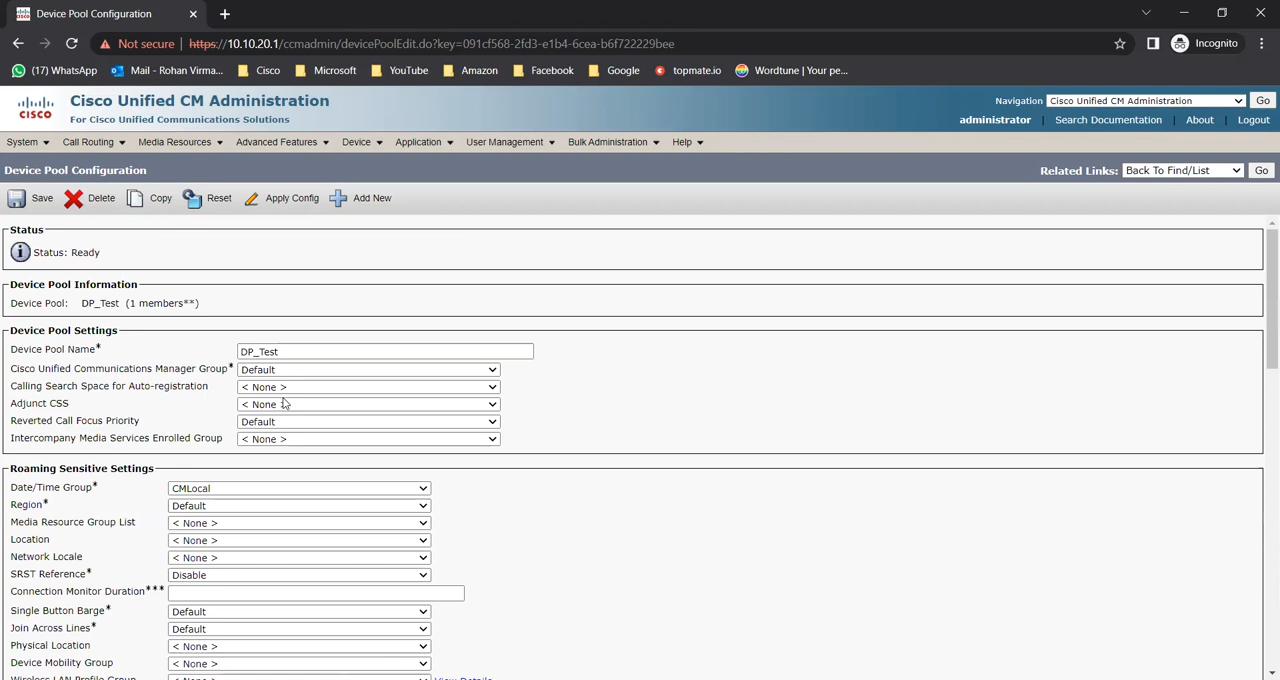 Device Pool Configuration
Not secure | https://10.10.20.1/ccmadmin/devicePoolEdit.do?key=091cf568-2fd3-e1b4-6cea-b6f722229bee
Incognito
(17) WhatsApp
Mail - Rohan Virma...
Cisco
Microsoft
YouTube
Amazon
Facebook
Google
topmate.io
Wordtune | Your pe...
CISCO
Cisco Unified CM Administration
For Cisco Unified Communications Solutions
Navigation Cisco Unified CM Administration Go
administrator | Search Documentation | About | Logout
System Call Routing Media Resources Advanced Features Device Application User Management Bulk Administration Help
Device Pool Configuration
Related Links: Back To Find/List Go
Save Delete Copy Reset Apply Config Add New
Status
Status: Ready
Device Pool Information
Device Pool: DP_Test (1 members**)
Device Pool Settings
Device Pool Name* DP_Test
Cisco Unified Communications Manager Group* Default
Calling Search Space for Auto-registration < None >
Adjunct CSS < None >
Reverted Call Focus Priority Default
Intercompany Media Services Enrolled Group < None >
Roaming Sensitive Settings
Date/Time Group* CMLocal
Region* Default
Media Resource Group List < None >
Location < None >
Network Locale < None >
SRST Reference* Disable
Connection Monitor Duration***
Single Button Barge* Default
Join Across Lines* Default
Physical Location < None >
Device Mobility Group < None >
Wireless LAN Profile Group < None > View Details